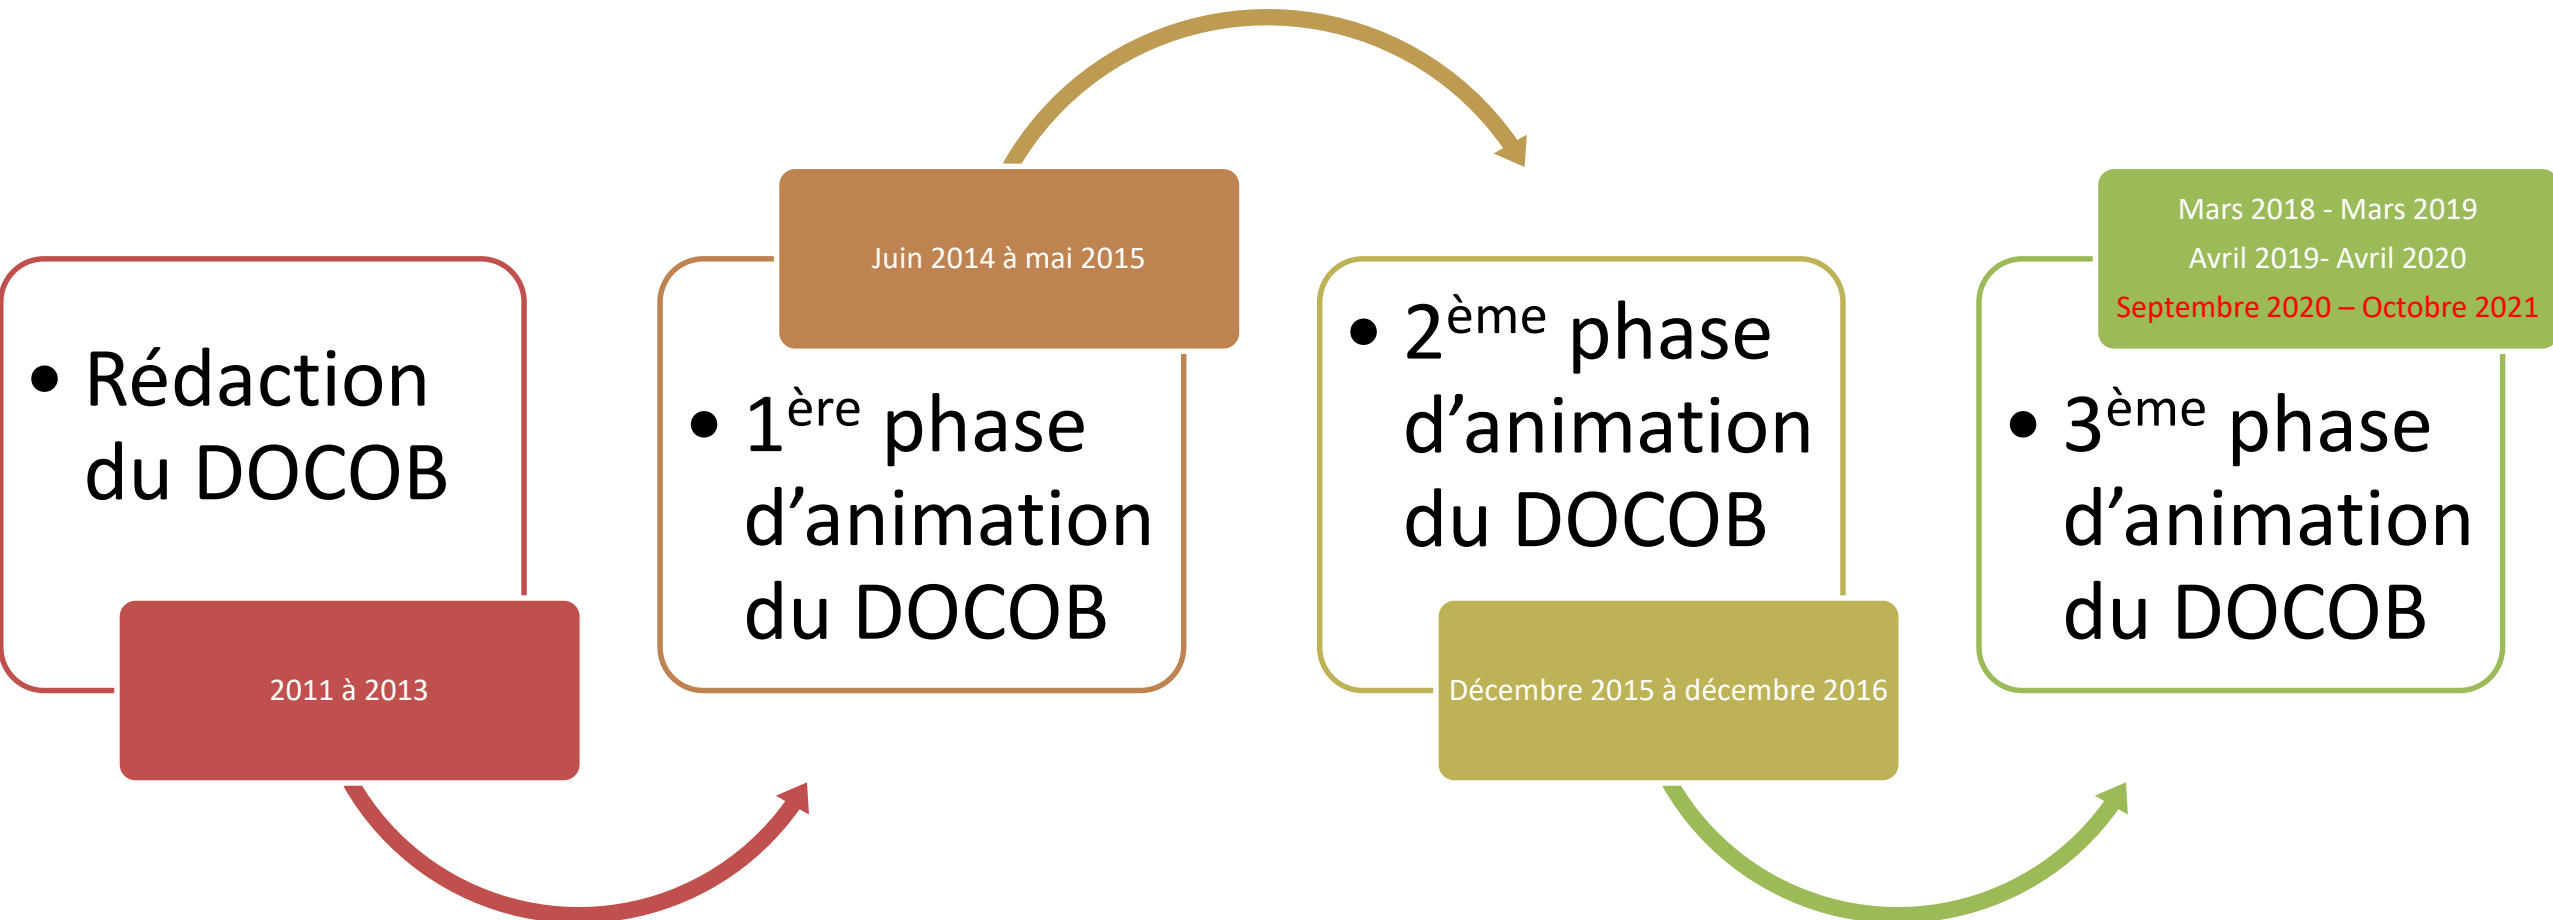 • Rédaction
du DOCOB
2011 à 2013
Juin 2014 à mai 2015
• 1ère phase
d’animation
du DOCOB
• 2ème phase
d’animation
du DOCOB
Décembre 2015 à décembre 2016
Mars 2018 - Mars 2019
Avril 2019- Avril 2020
Septembre 2020 – Octobre 2021
• 3ème phase
d’animation
du DOCOB